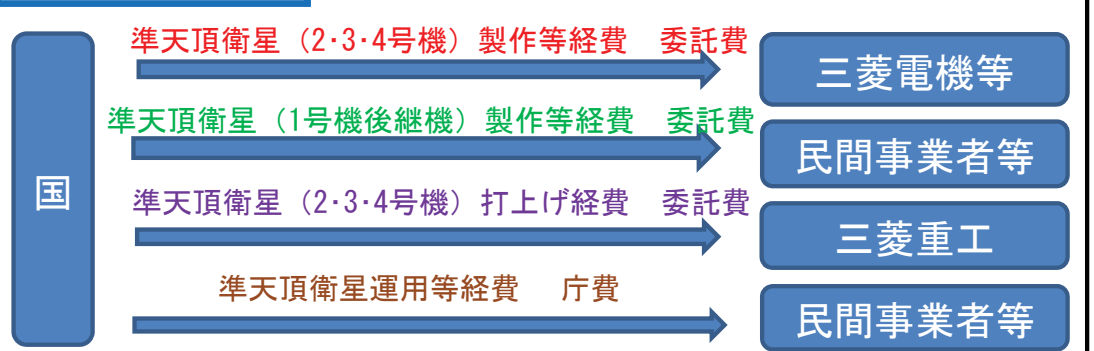 国
準天頂衛星（2･3･4号機）製作等経費　委託費
三菱電機等
準天頂衛星（1号機後継機）製作等経費　委託費
民間事業者等
準天頂衛星（2･3･4号機）打上げ経費　委託費
三菱重工
準天頂衛星運用等経費　庁費
民間事業者等